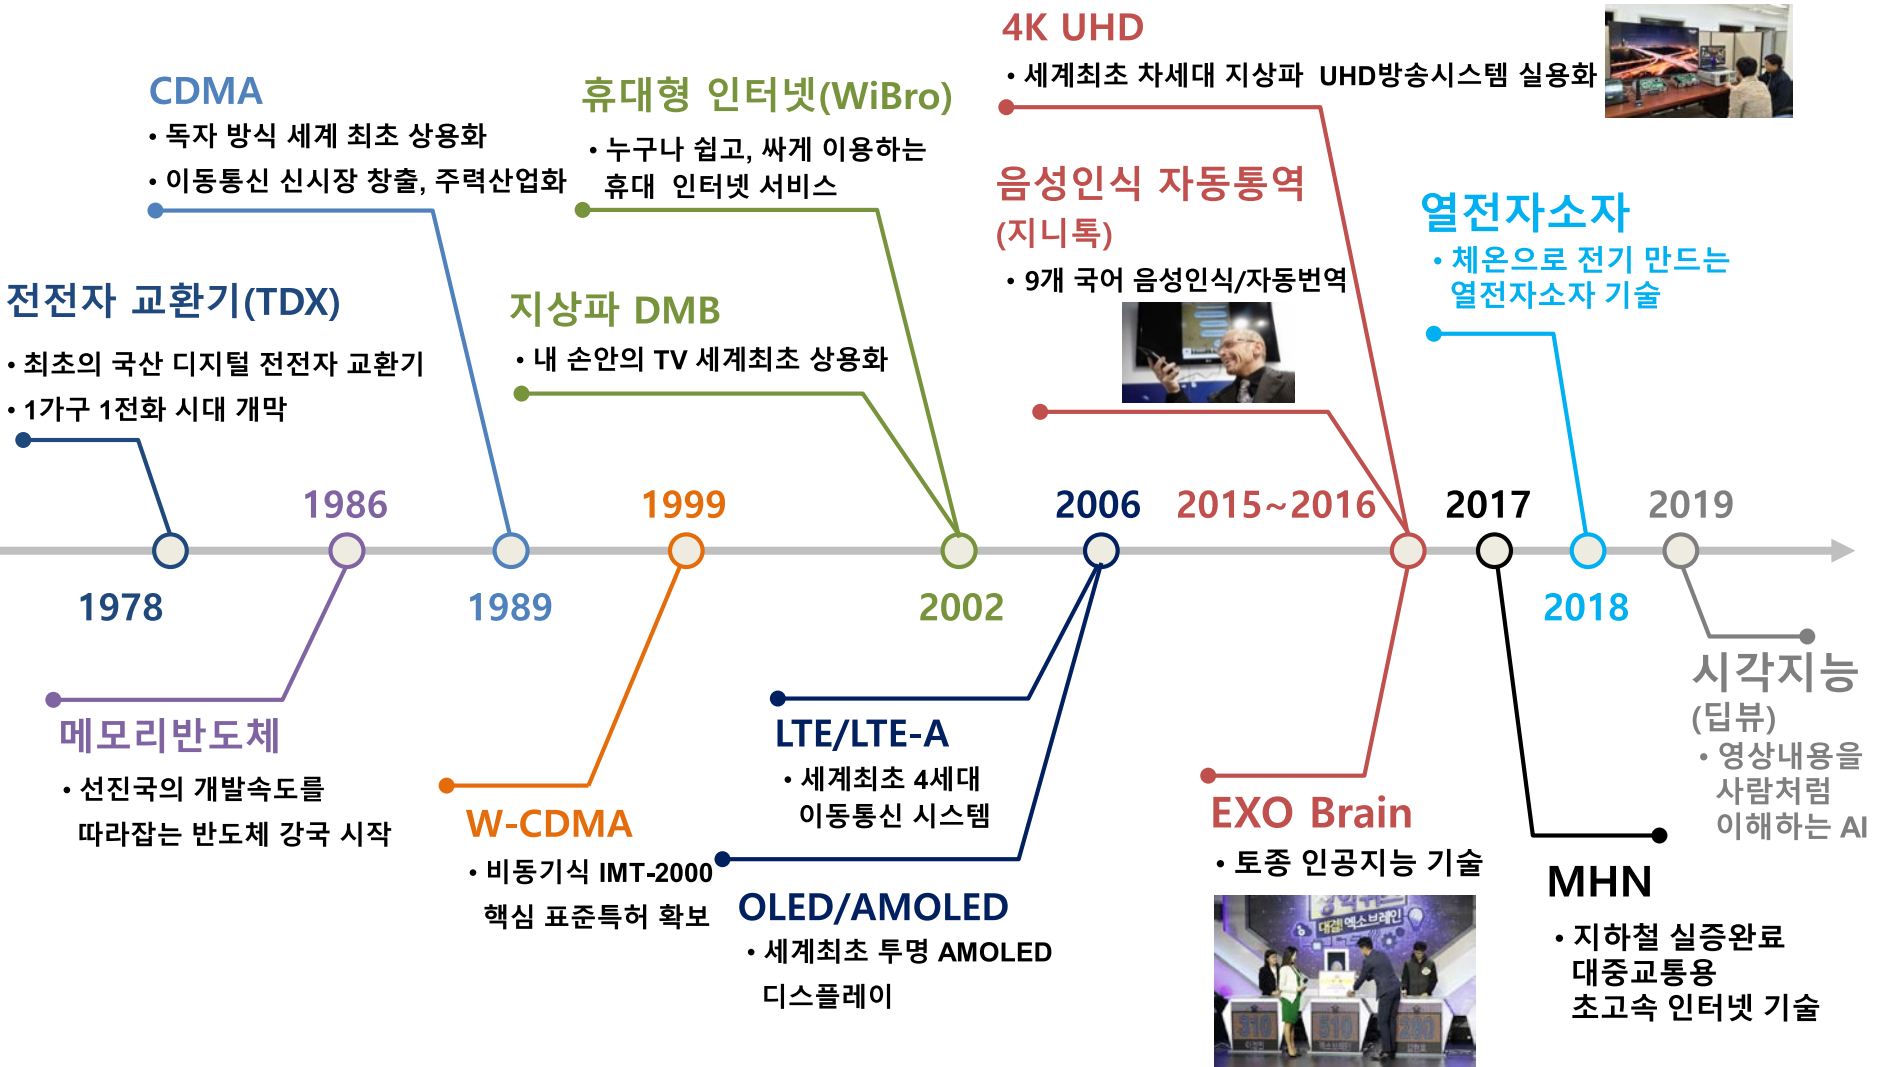 4K UHD
• 세계최초 차세대 지상파 UHD방송시스템 실용화
CDMA
• 독자 방식 세계 최초 상용화
• 이동통신 신시장 창출, 주력산업화
휴대형 인터넷(WiBro)
• 누구나 쉽고, 싸게 이용하는
휴대 인터넷 서비스
음성인식 자동통역
(지니톡)
• 9개 국어 음성인식/자동번역
열전자소자
• 체온으로 전기 만드는
열전자소자 기술
전전자 교환기(TDX)
• 최초의 국산 디지털 전전자 교환기
• 1가구 1전화 시대 개막
지상파 DMB
• 내 손안의 TV 세계최초 상용화
1986
1999
2006
2015~2016
2017
2019
1978
1989
2002
2018
메모리반도체
• 선진국의 개발속도를
따라잡는 반도체 강국 시작
W-CDMA
• 비동기식 IMT-2000
핵심 표준특허 확보
LTE/LTE-A
• 세계최초 4세대
이동통신 시스템
OLED/AMOLED
• 세계최초 투명 AMOLED
디스플레이
EXO Brain
• 토종 인공지능 기술
대결! 엑소브레인
310
510
290
엑소브레인
MHN
• 지하철 실증완료
대중교통용
초고속 인터넷 기술
시각지능
(딥뷰)
• 영상내용을
사람처럼
이해하는 AI